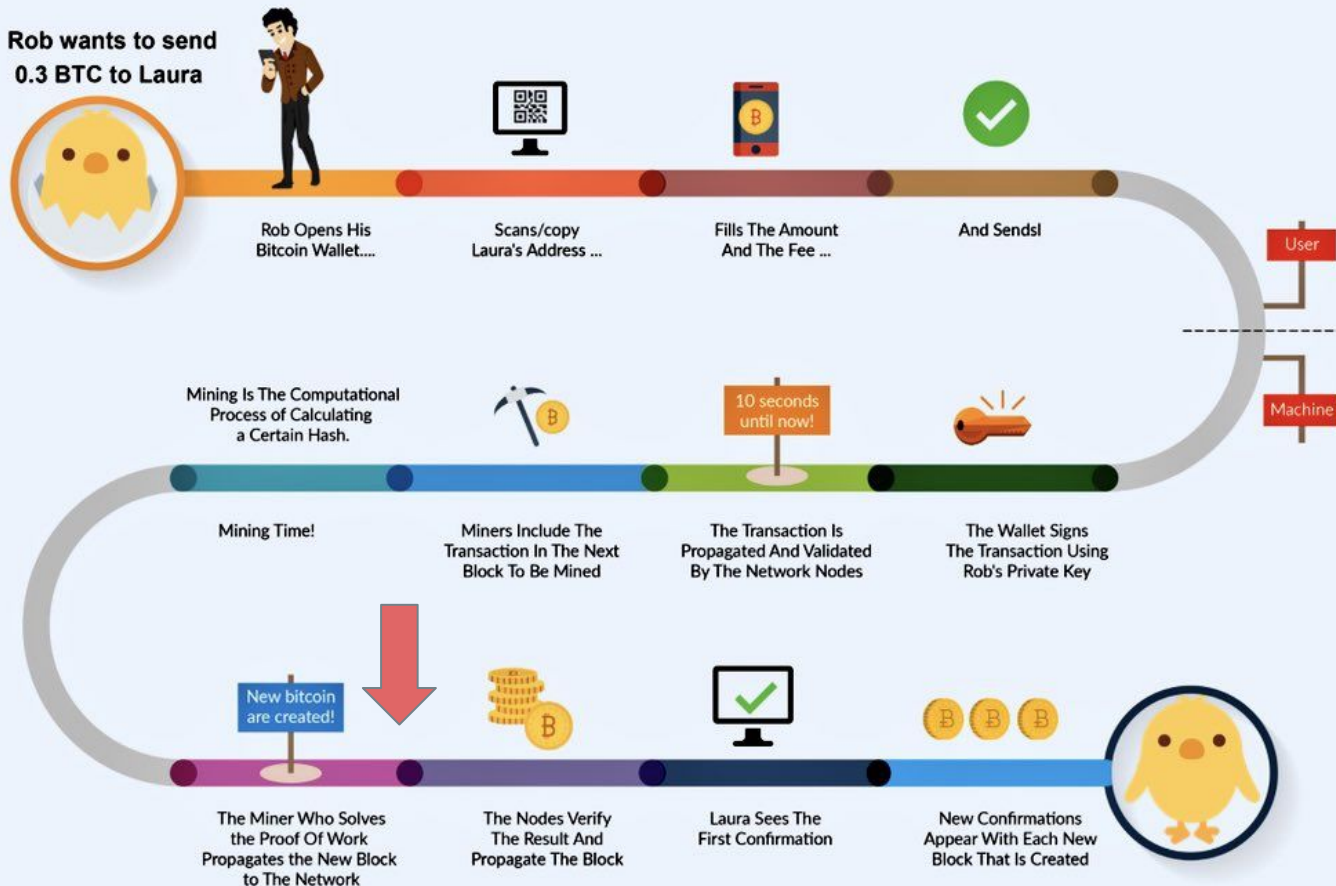 Rob wants to send
0.3 BTC to Laura
Rob Opens His
Bitcoin Wallet....
Scans/copy
Laura's Address ...
Fills The Amount
And The Fee ...
And Sends!
User
Machine
Mining Is The Computational
Process of Calculating
a Certain Hash.
10 seconds
until now!
Mining Time!
Miners Include The
Transaction In The Next
Block To Be Mined
The Transaction Is
Propagated And Validated
By The Network Nodes
The Wallet Signs
The Transaction Using
Rob's Private Key
New bitcoin
are created!
The Miner Who Solves
the Proof Of Work
Propagates the New Block
to The Network
The Nodes Verify
The Result And
Propagate The Block
Laura Sees The
First Confirmation
New Confirmations
Appear With Each New
Block That Is Created